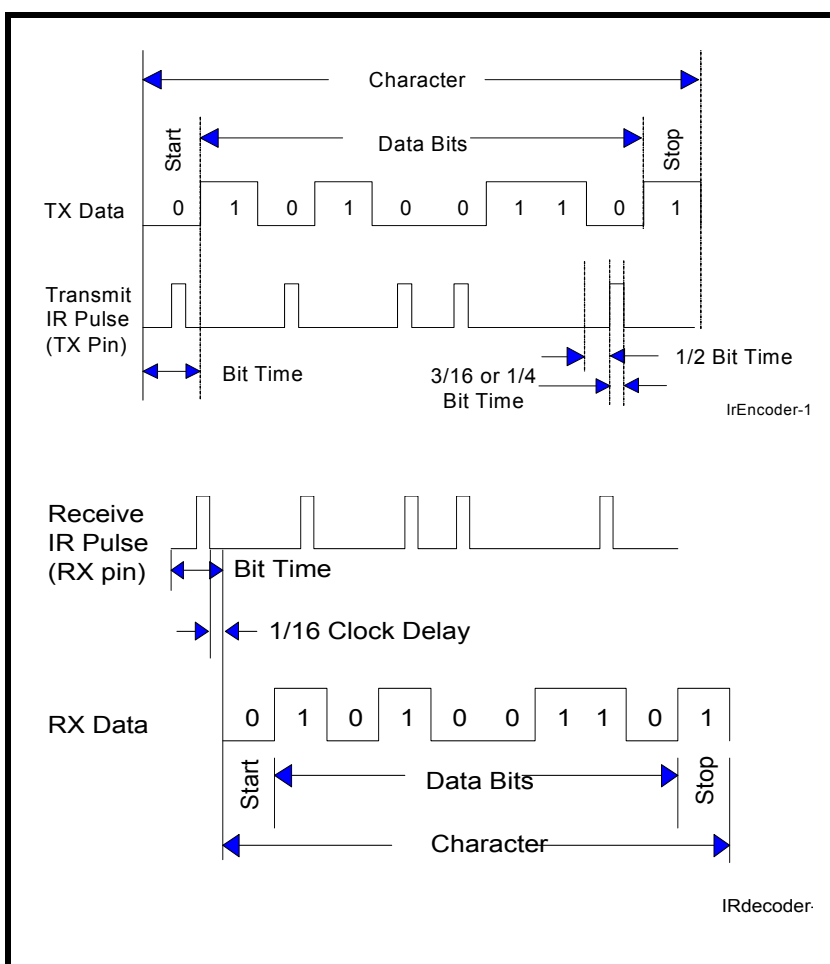 Character
Start
Data Bits
Stop
TX Data
0 1 0 1 0 0 1 1 0 1
Transmit
IR Pulse
(TX Pin)
Bit Time
3/16 or 1/4
Bit Time
1/2 Bit Time
IrEncoder-1
Receive
IR Pulse
(RX pin)
Bit Time
1/16 Clock Delay
RX Data
0 1 0 1 0 0 1 1 0 1
Start
Data Bits
Stop
Character
IRdecoder-